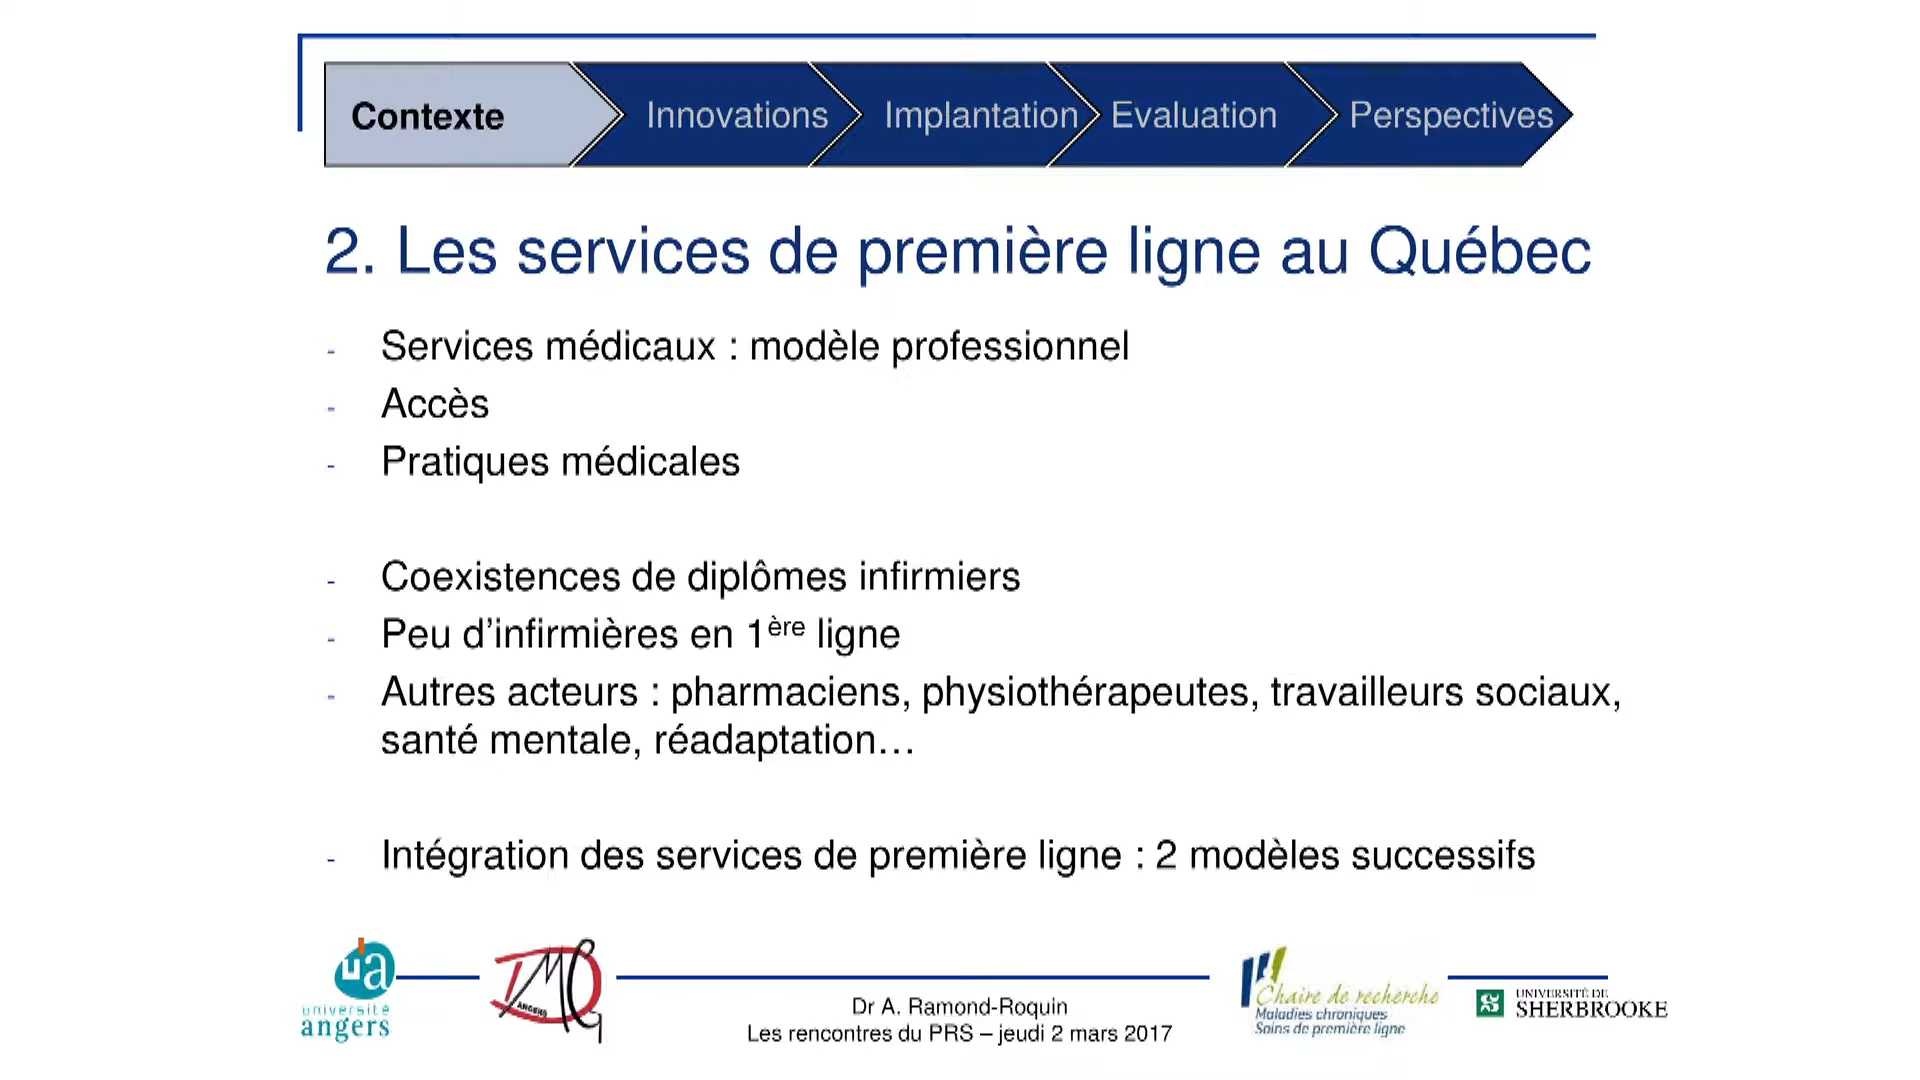 Contexte
Innovations
Implantation
Evaluation
Perspectives
2. Les services de première ligne au Québec
- Services médicaux : modèle professionnel
- Accès
- Pratiques médicales
- Coexistences de diplômes infirmiers
- Peu d’infirmières en 1ère ligne
- Autres acteurs : pharmaciens, physiothérapeutes, travailleurs sociaux,
santé mentale, réadaptation…
- Intégration des services de première ligne : 2 modèles successifs
ua
université
angers
DMG
ANGERS
Dr A. Ramond-Roquin
Les rencontres du PRS – jeudi 2 mars 2017
Chaire de recherche
Maladies chroniques
Soins de première ligne
UNIVERSITÉ DE
SHERBROOKE